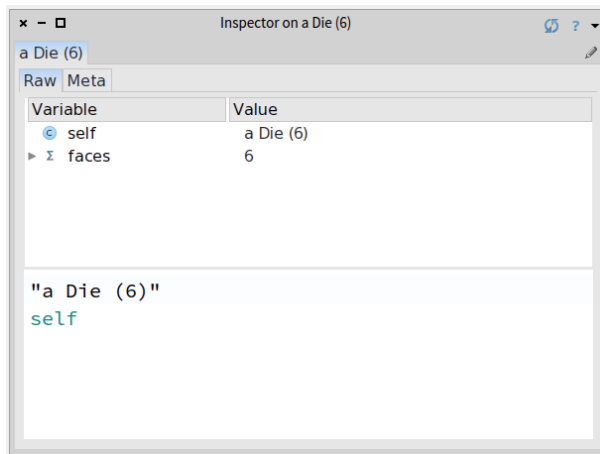 Inspector on a Die (6)
?
a Die (6)
Raw Meta
Variable Value
self a Die (6)
Σ faces 6
"a Die (6)"
self